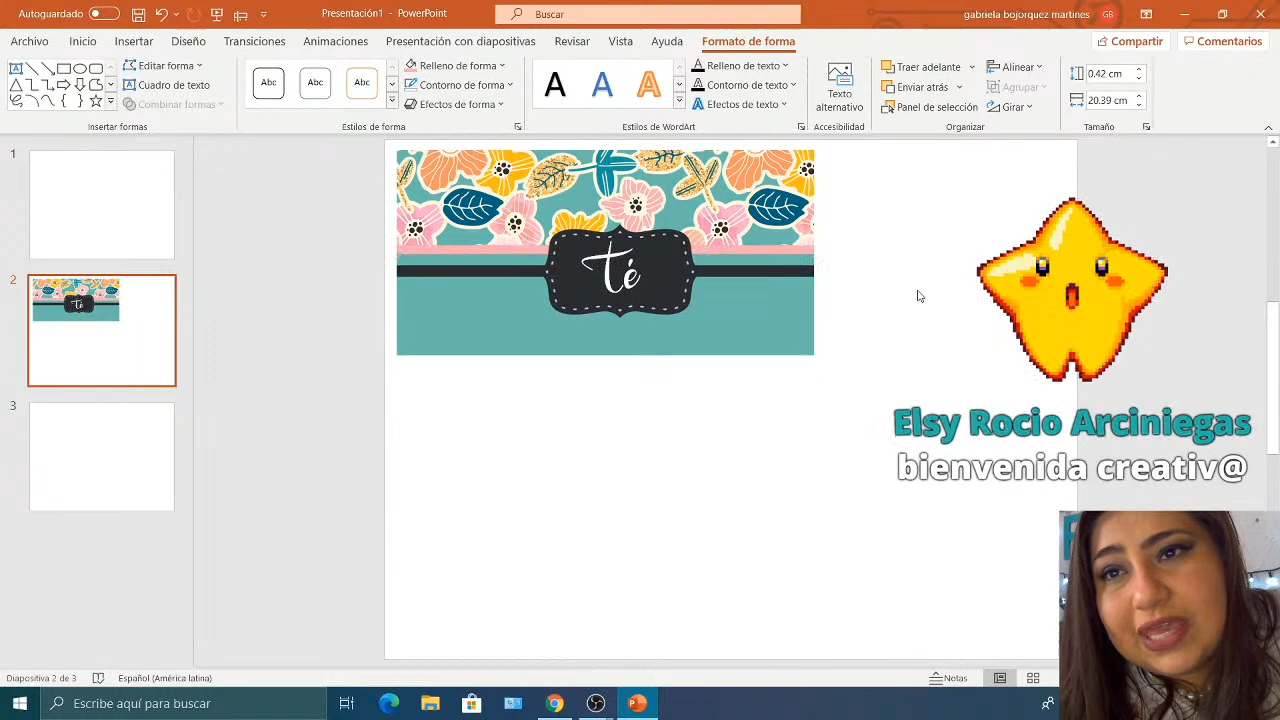 Autoguardado
Presentación1 - PowerPoint
Buscar
gabriela bojorquez martines
GB
Archivo Inicio Insertar Diseño Transiciones Animaciones Presentación con diapositivas Revisar Vista Ayuda Formato de forma
Compartir
Comentarios
Editar forma
Cuadro de texto
Combinar formas
Insertar formas
Abc Abc Abc
Relleno de forma
Contorno de forma
Efectos de forma
Estilos de forma
A A A
Relleno de texto
Contorno de texto
Efectos de texto
Estilos de WordArt
Texto
alternativo
Accesibilidad
Traer adelante
Enviar atrás
Panel de selección
Alinear
Agrupar
Girar
Organizar
0.42 cm
20.39 cm
Tamaño
1
2
Té
3
Té
Elsy Rocio Arciniegas
bienvenida creativ@
Diapositiva 2 de 3
Español (América latina)
Notas
Escribe aquí para buscar